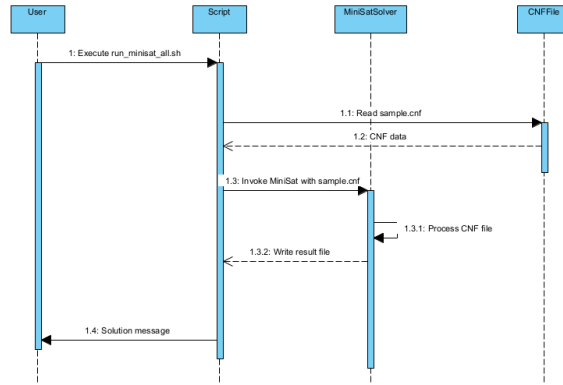 User
Script
MiniSatSolver
CNFFile
1: Execute run_minisat_all.sh
1.1: Read sample.cnf
1.2: CNF data
1.3: Invoke MiniSat with sample.cnf
1.3.1: Process CNF file
1.3.2: Write result file
1.4: Solution message